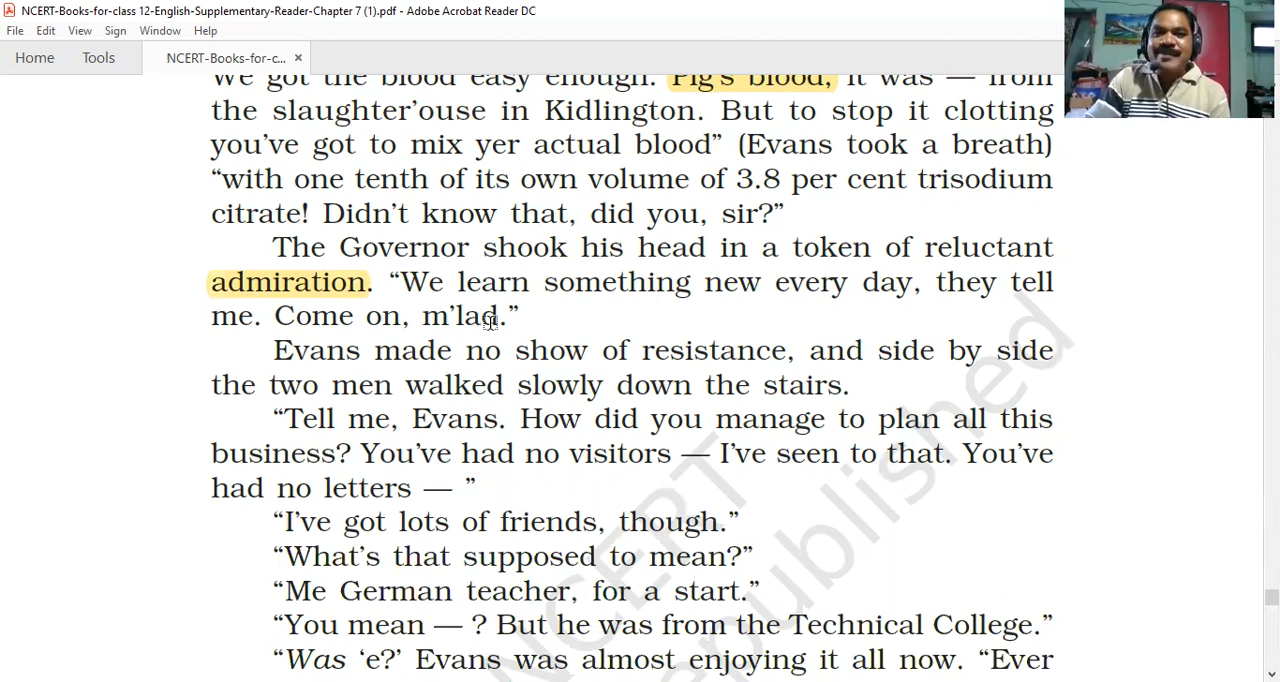 NCERT-Books-for-class 12-English-Supplementary-Reader-Chapter 7 (1).pdf - Adobe Acrobat Reader DC
File Edit View Sign Window Help
Home Tools NCERT-Books-for-c... ×
We got the blood easy enough. Pig's blood, it was — from
the slaughter'ouse in Kidlington. But to stop it clotting
you've got to mix yer actual blood” (Evans took a breath)
“with one tenth of its own volume of 3.8 per cent trisodium
citrate! Didn't know that, did you, sir?”
The Governor shook his head in a token of reluctant
admiration. “We learn something new every day, they tell
me. Come on, m'lad.”
Evans made no show of resistance, and side by side
the two men walked slowly down the stairs.
“Tell me, Evans. How did you manage to plan all this
business? You've had no visitors — I've seen to that. You've
had no letters — ”
“I've got lots of friends, though.”
“What's that supposed to mean?”
“Me German teacher, for a start.”
“You mean — ? But he was from the Technical College.”
“Was ‘e?’ Evans was almost enjoying it all now. “Ever
NCERT
republished